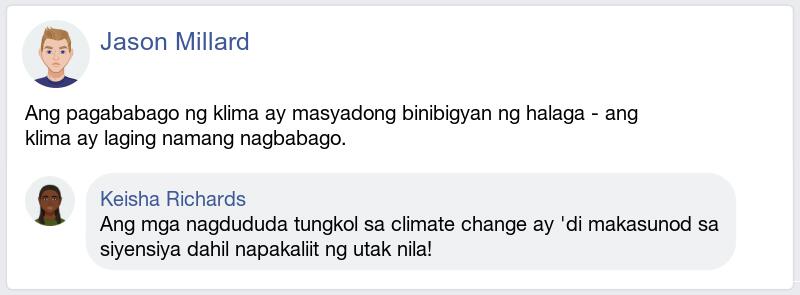 Jason Millard
Ang pagababago ng klima ay masyadong binibigyan ng halaga - ang
klima ay laging namang nagbabago.
Keisha Richards
Ang mga nagdududa tungkol sa climate change ay 'di makasunod sa
siyensiya dahil napakaliit ng utak nila!